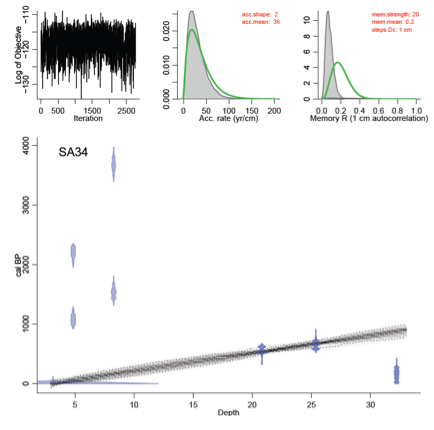 −110
−120
−130
Log of Objective
0 500 1500 2500
Iteration
acc.shape: 2
acc.mean: 36
0.020
0.010
0.000
0 50 100 150 200
Acc. rate (yr/cm)
mem.strength: 20
mem.mean: 0.2
steps Dc: 1 cm
10
8
6
4
2
0
0.0 0.2 0.4 0.6 0.8 1.0
Memory R (1 cm autocorrelation)
SA34
4000
3000
2000
1000
0
cal BP
5 10 15 20 25 30
Depth